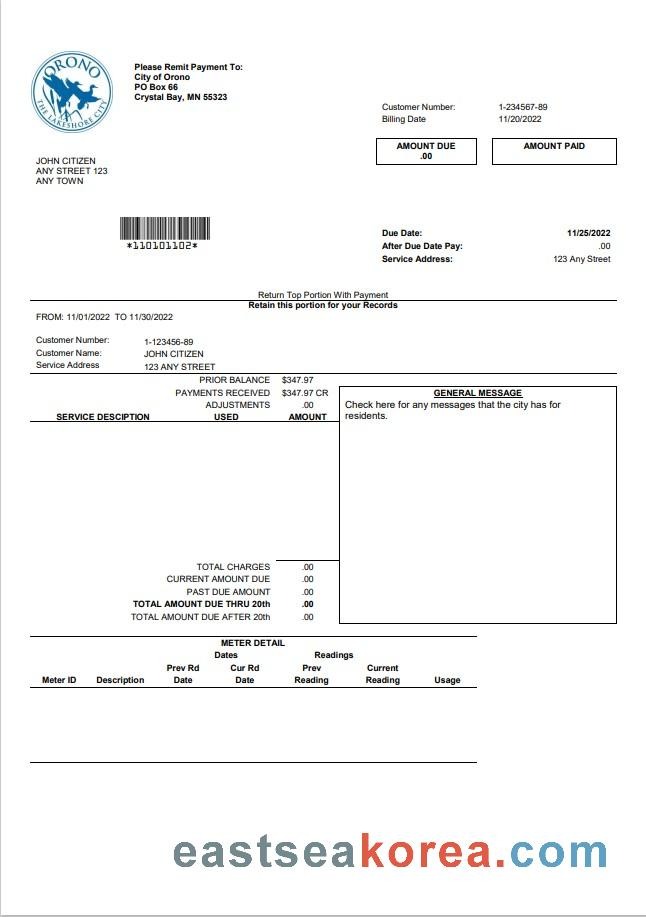 ORONO
THE LAKESHORE CITY
Please Remit Payment To:
City of Orono
PO Box 66
Crystal Bay, MN 55323
Customer Number: 1-234567-89
Billing Date 11/20/2022
AMOUNT DUE AMOUNT PAID
.00
JOHN CITIZEN
ANY STREET 123
ANY TOWN
*110101102*
Due Date: 11/25/2022
After Due Date Pay: .00
Service Address: 123 Any Street
Return Top Portion With Payment
Retain this portion for your Records
FROM: 11/01/2022 TO 11/30/2022
Customer Number: 1-123456-89
Customer Name: JOHN CITIZEN
Service Address 123 ANY STREET
PRIOR BALANCE $347.97
PAYMENTS RECEIVED $347.97 CR
ADJUSTMENTS .00
SERVICE DESCIPTION USED AMOUNT
GENERAL MESSAGE
Check here for any messages that the city has for
residents.
TOTAL CHARGES .00
CURRENT AMOUNT DUE .00
PAST DUE AMOUNT .00
TOTAL AMOUNT DUE THRU 20th .00
TOTAL AMOUNT DUE AFTER 20th .00
METER DETAIL
Dates Readings
Prev Rd Cur Rd Prev Current
Meter ID Description Date Date Reading Reading Usage
eastseakorea.com